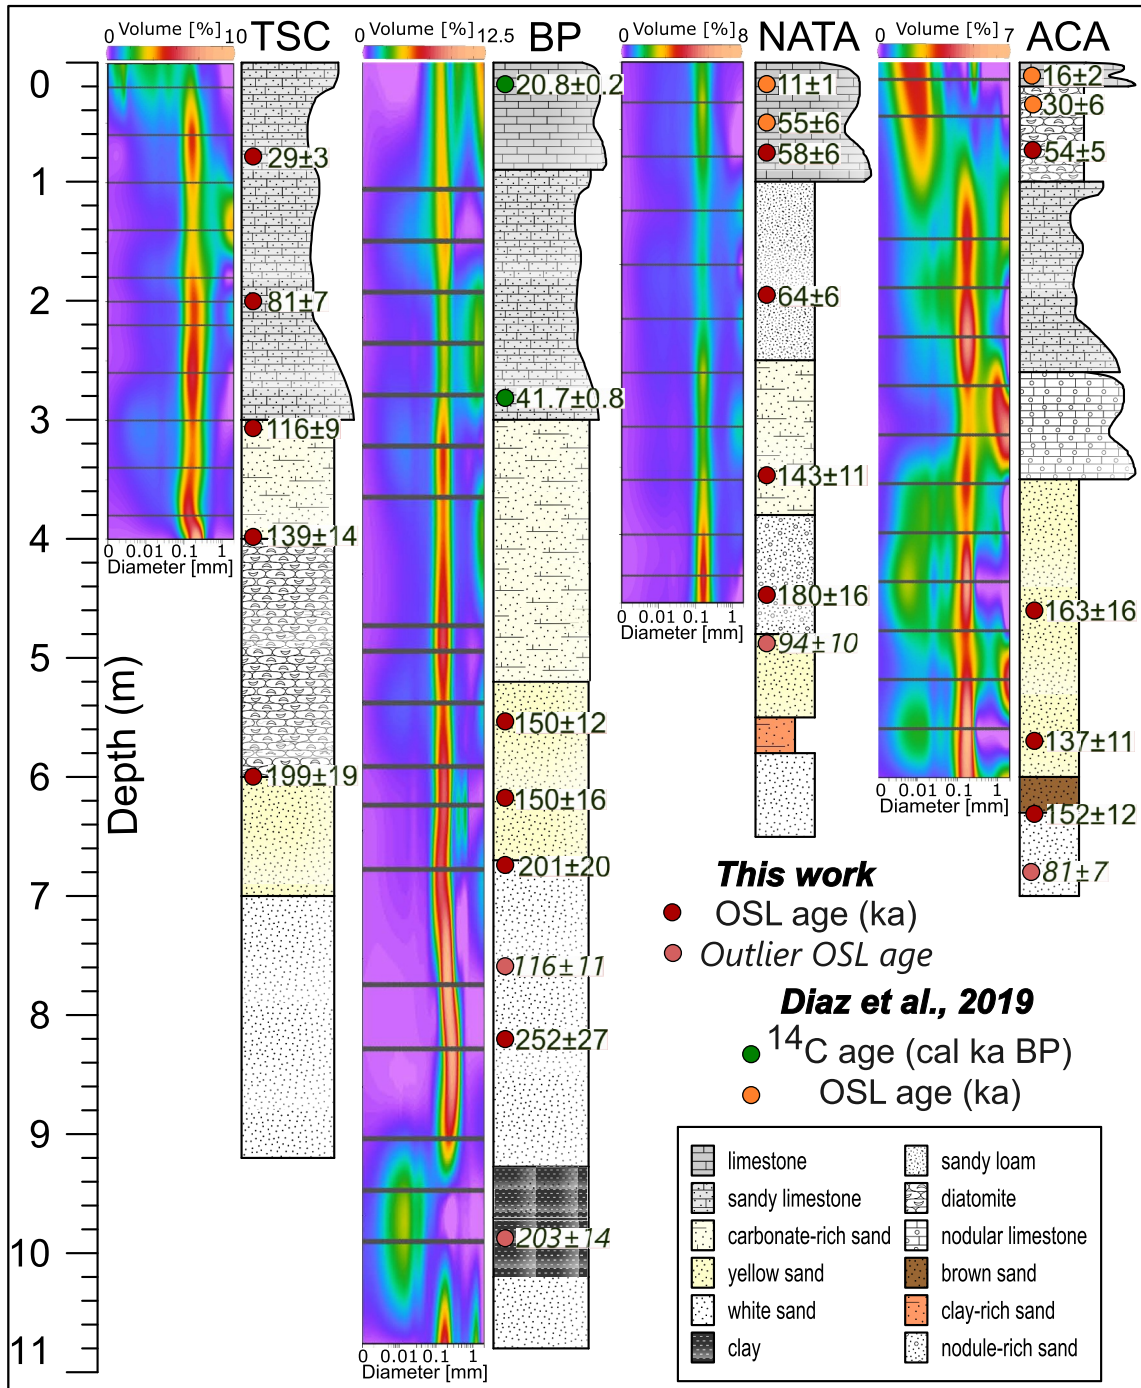 0 Volume [%] 10 TSC
0 Volume [%] 12.5 BP
0 Volume [%] 8 NATA
0 Volume [%] 7 ACA
Depth (m)
0
1
2
3
4
5
6
7
8
9
10
11
29±3
81±7
116±9
139±14
199±19
0 0.01 0.1 1
Diameter [mm]
20.8±0.2
41.7±0.8
150±12
150±16
201±20
116±11
252±27
203±14
0 0.01 0.1 1
Diameter [mm]
11±1
55±6
58±6
64±6
143±11
180±16
94±10
0 0.01 0.1 1
Diameter [mm]
16±2
30±6
54±5
163±16
137±11
152±12
81±7
0 0.01 0.1 1
Diameter [mm]
This work
OSL age (ka)
Outlier OSL age
Diaz et al., 2019
14C age (cal ka BP)
OSL age (ka)
limestone
sandy limestone
carbonate-rich sand
yellow sand
white sand
clay
sandy loam
diatomite
nodular limestone
brown sand
clay-rich sand
nodule-rich sand